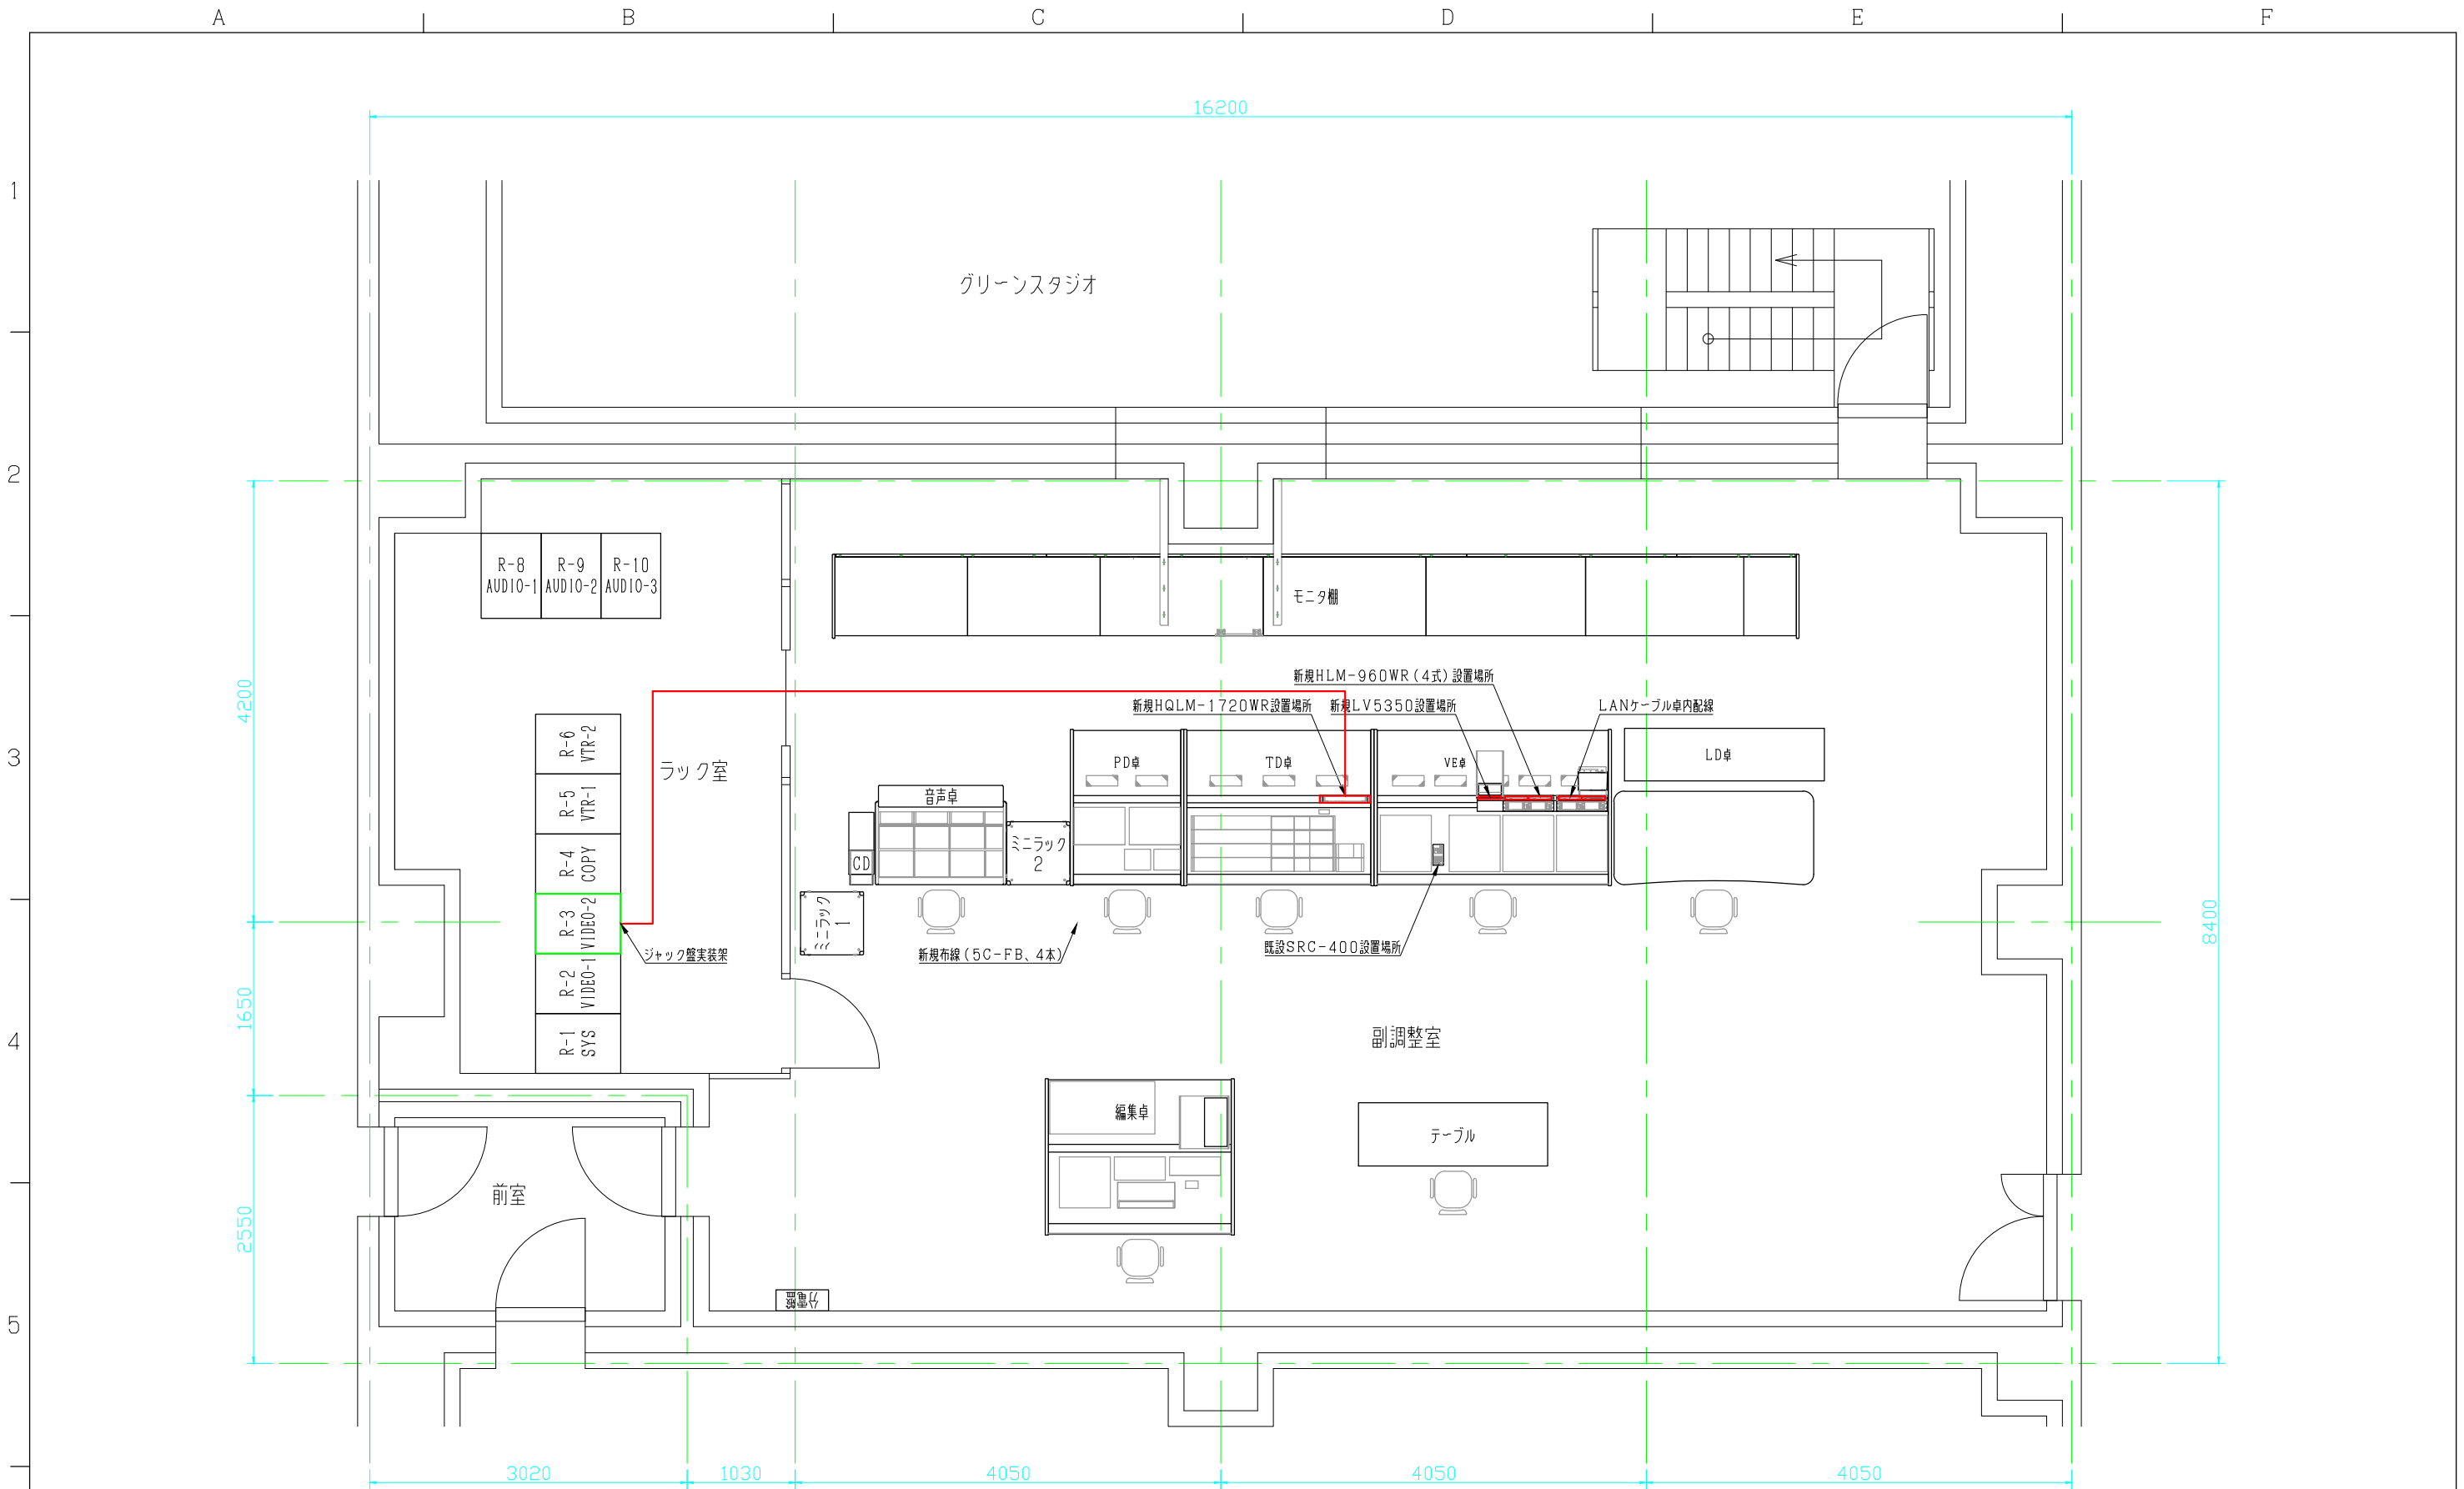 A
B
C
D
E
F
16200
1
グリーンスタジオ
2
R-8
AUDIO-1
R-9
AUDIO-2
R-10
AUDIO-3
モニタ棚
新規HLM-960WR(4式)設置場所
新規HQLM-1720WR設置場所
新規LV5350設置場所
LANケーブル卓内配線
4200
3
R-6
VTR-2
ラック室
PD卓
TD卓
VE卓
LD卓
R-5
VTR-1
音声卓
R-4
COPY
CD
ミニラック
2
R-3
VIDEO-2
ミニラック
1
8400
ジャック盤実装架
新規布線(5C-FB、4本)
既設SRC-400設置場所
R-2
VIDEO-1
1650
4
R-1
SYS
副調整室
編集卓
テーブル
前室
2550
5
3020
1030
4050
4050
4050